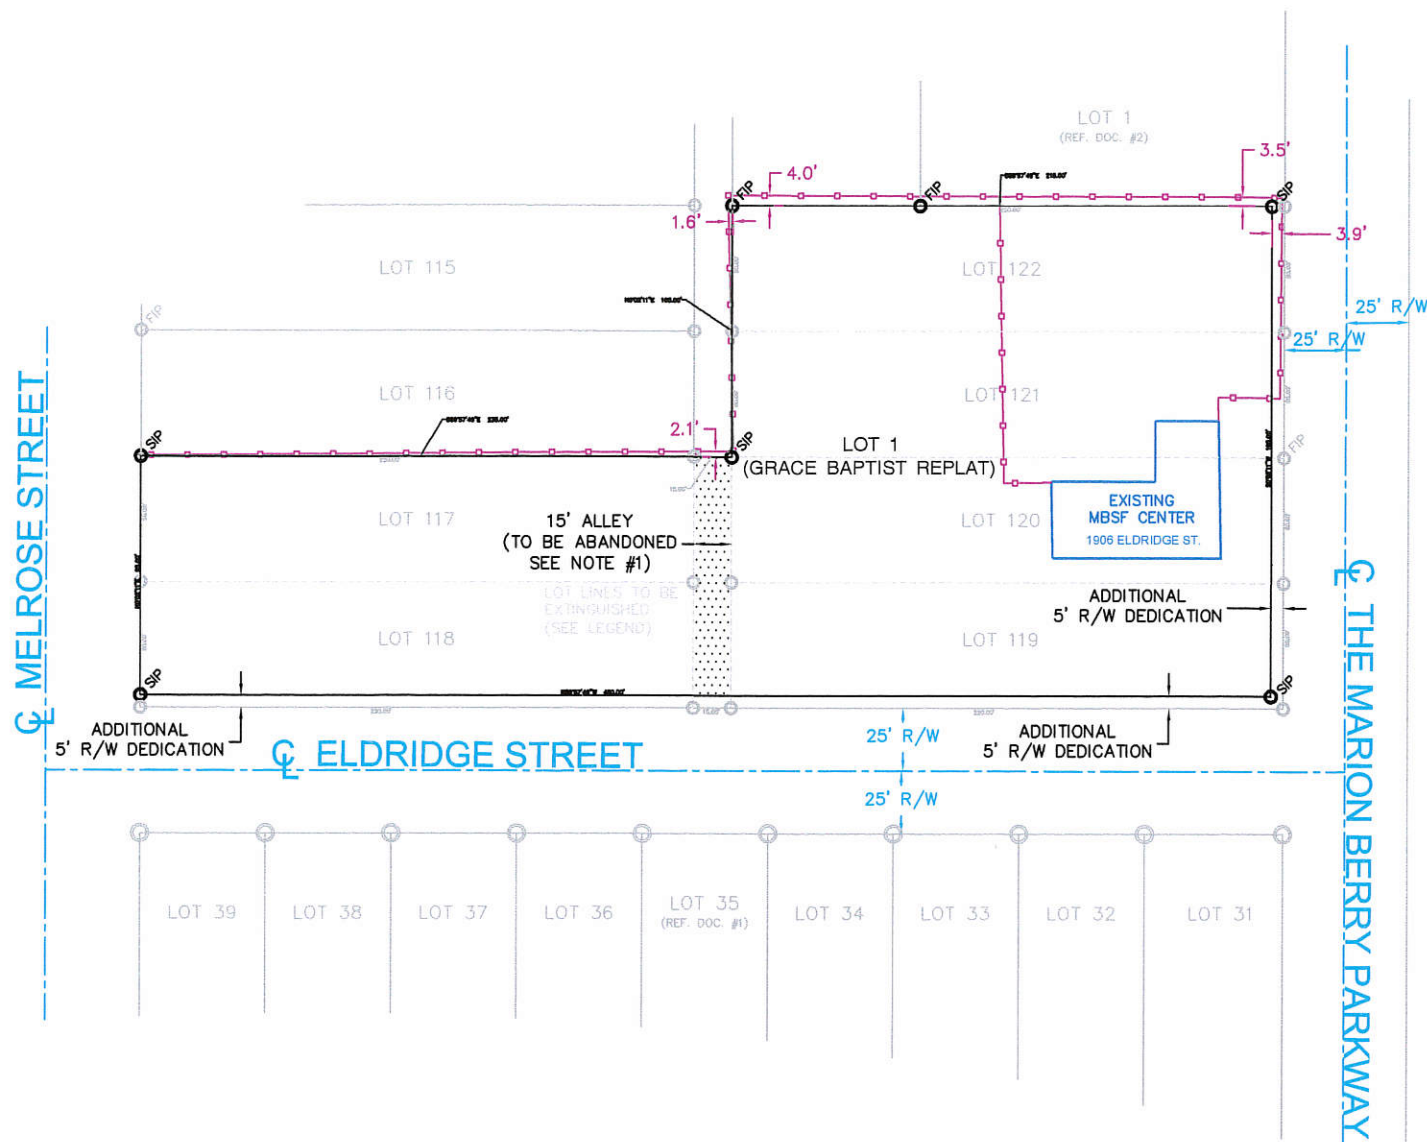 LOT 1
(REF. DOC. #2)
3.5'
4.0'
FIP
FIP
SIP
1.6'
3.9'
LOT 115
LOT 122
FIP
25' R/W
25' R/W
LOT 116
LOT 121
2.1'
SIP
SIP
LOT 1
(GRACE BAPTIST REPLAT)
FIP
LOT 117
15' ALLEY
(TO BE ABANDONED
SEE NOTE #1)
LOT 120
EXISTING
MBSF CENTER
1906 ELDRIDGE ST.
LOT LINES TO BE
EXTINGUISHED
(SEE LEGEND)
ADDITIONAL
5' R/W DEDICATION
LOT 118
LOT 119
SIP
SIP
ADDITIONAL
5' R/W DEDICATION
25' R/W
ADDITIONAL
5' R/W DEDICATION
CL MELROSE STREET
CL ELDRIDGE STREET
CL THE MARION BERRY PARKWAY
25' R/W
LOT 39
LOT 38
LOT 37
LOT 36
LOT 35
(REF. DOC. #1)
LOT 34
LOT 33
LOT 32
LOT 31